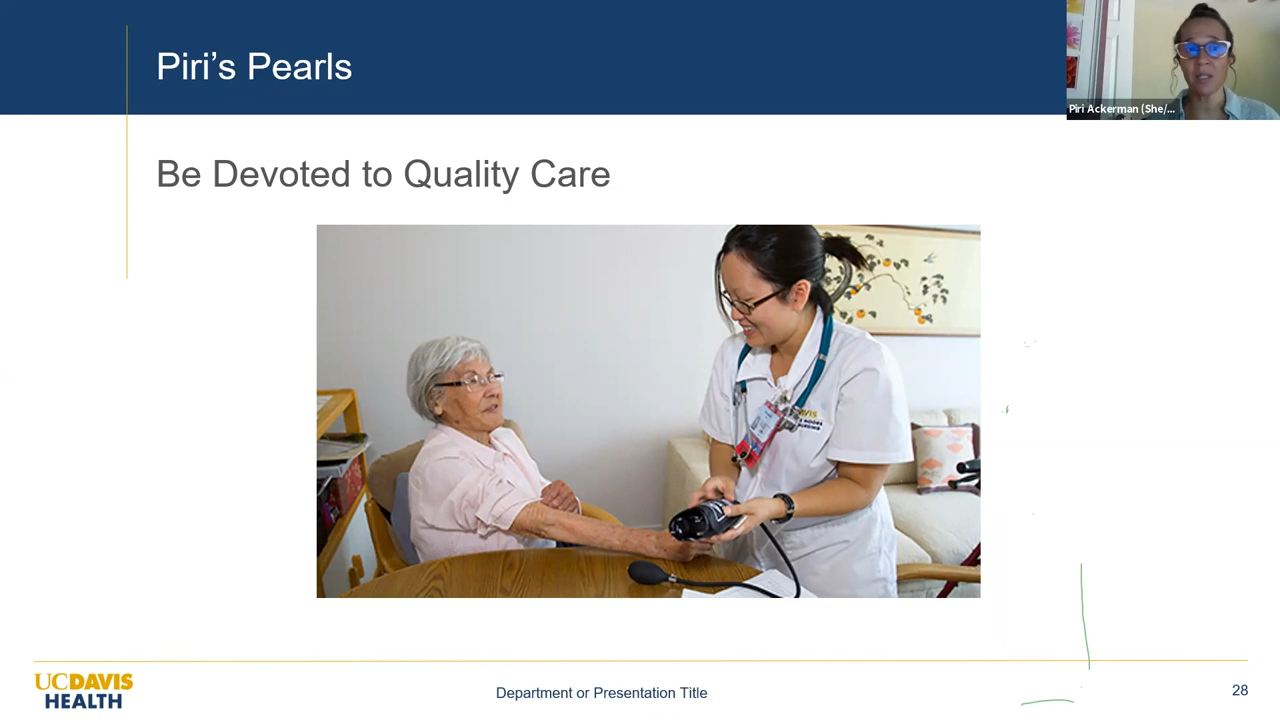 Piri's Pearls
Piri Ackerman (She/...
Be Devoted to Quality Care
UCDAVIS
HEALTH
Department or Presentation Title
28